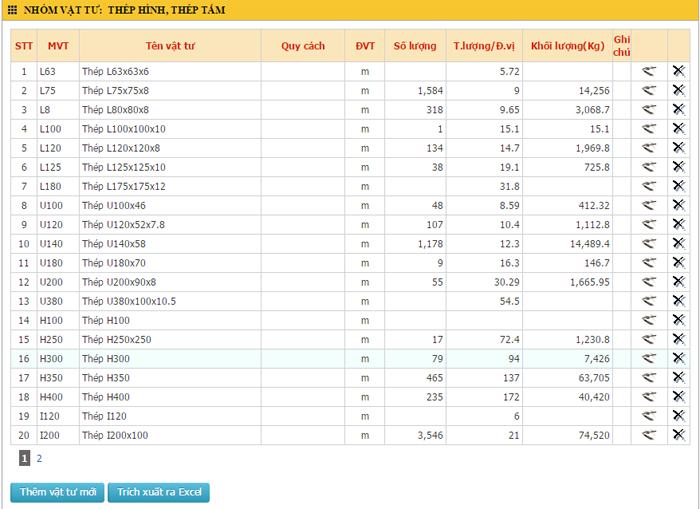 NHÓM VẬT TƯ: THÉP HÌNH, THÉP TẤM
STT MVT Tên vật tư Quy cách ĐVT Số lượng T.lượng/Đ.vị Khối lượng(Kg) Ghi chú
1 L63 Thép L63x63x6 m 5.72
2 L75 Thép L75x75x8 m 1,584 9 14,256
3 L8 Thép L80x80x8 m 318 9.65 3,068.7
4 L100 Thép L100x100x10 m 1 15.1 15.1
5 L120 Thép L120x120x8 m 134 14.7 1,969.8
6 L125 Thép L125x125x10 m 38 19.1 725.8
7 L180 Thép L175x175x12 m 31.8
8 U100 Thép U100x46 m 48 8.59 412.32
9 U120 Thép U120x52x7.8 m 107 10.4 1,112.8
10 U140 Thép U140x58 m 1,178 12.3 14,489.4
11 U180 Thép U180x70 m 9 16.3 146.7
12 U200 Thép U200x90x8 m 55 30.29 1,665.95
13 U380 Thép U380x100x10.5 m 54.5
14 H100 Thép H100 m
15 H250 Thép H250x250 m 17 72.4 1,230.8
16 H300 Thép H300 m 79 94 7,426
17 H350 Thép H350 m 465 137 63,705
18 H400 Thép H400 m 235 172 40,420
19 I120 Thép I120 m 6
20 I200 Thép I200x100 m 3,546 21 74,520
1 2
Thêm vật tư mới Trích xuất ra Excel